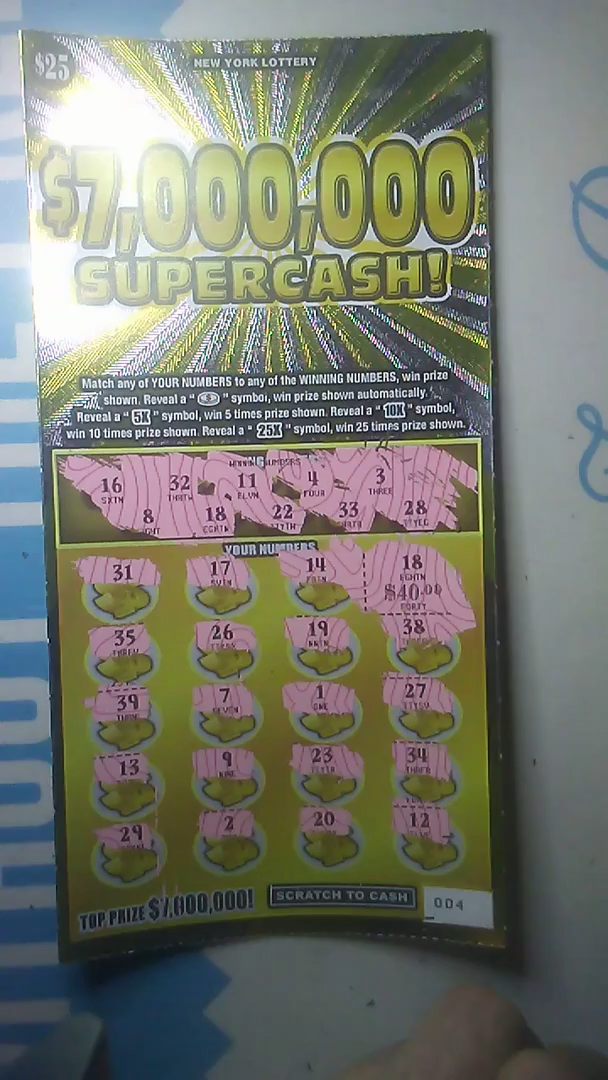 $25
NEW YORK LOTTERY
$7,000,000
SUPERCASH!
Match any of YOUR NUMBERS to any of the WINNING NUMBERS, win prize
shown. Reveal a " " symbol, win prize shown automatically.
Reveal a "5X" symbol, win 5 times prize shown. Reveal a "10X" symbol,
win 10 times prize shown. Reveal a "25X" symbol, win 25 times prize shown.
WINNING NUMBERS
16 32 11 4 3
SXTN ELVN FOUR THREE
8 18 22 33 28
YOUR NUMBERS
31 17 14 18
EGHTN
$40.00
FORTY
35 26 19 38
39 7 1 27
SEVEN ONE
13 9 23 34
NINE
29 2 20 12
TOP PRIZE $7,000,000!
SCRATCH TO CASH
004